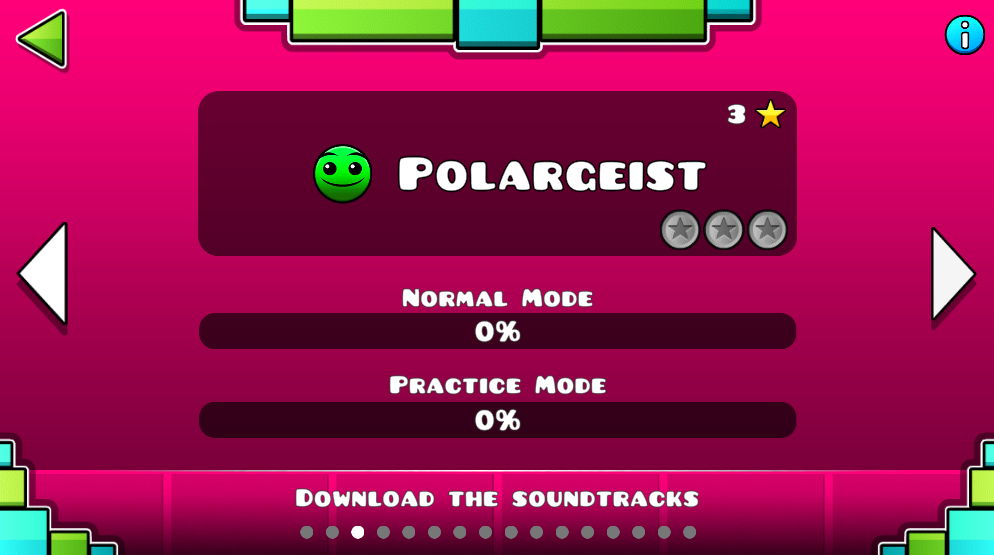 3
Polargeist
Normal Mode
0%
Practice Mode
0%
Download the soundtracks